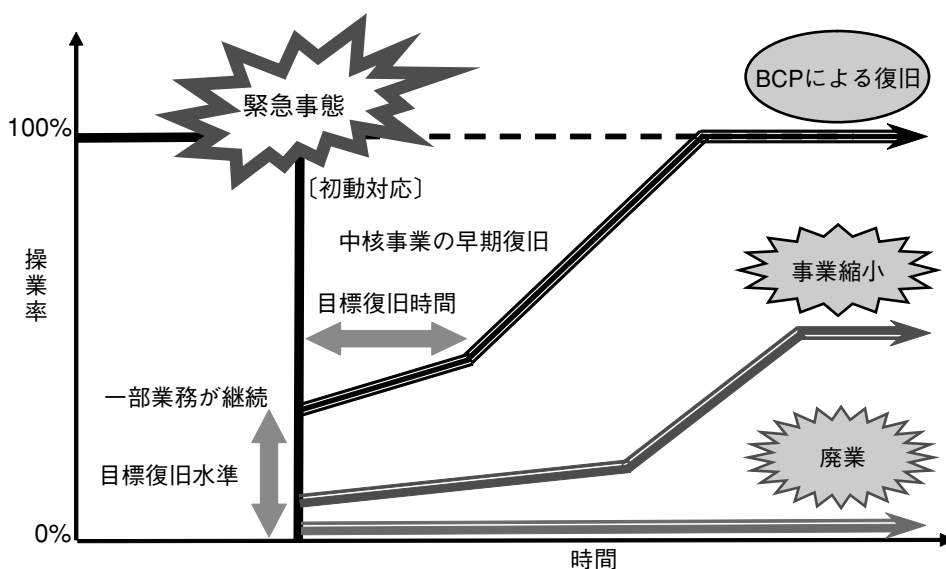 緊急事態
BCPによる復旧
100%
〔初動対応〕
中核事業の早期復旧
事業縮小
操業率
目標復旧時間
一部業務が継続
目標復旧水準
廃業
0%
時間